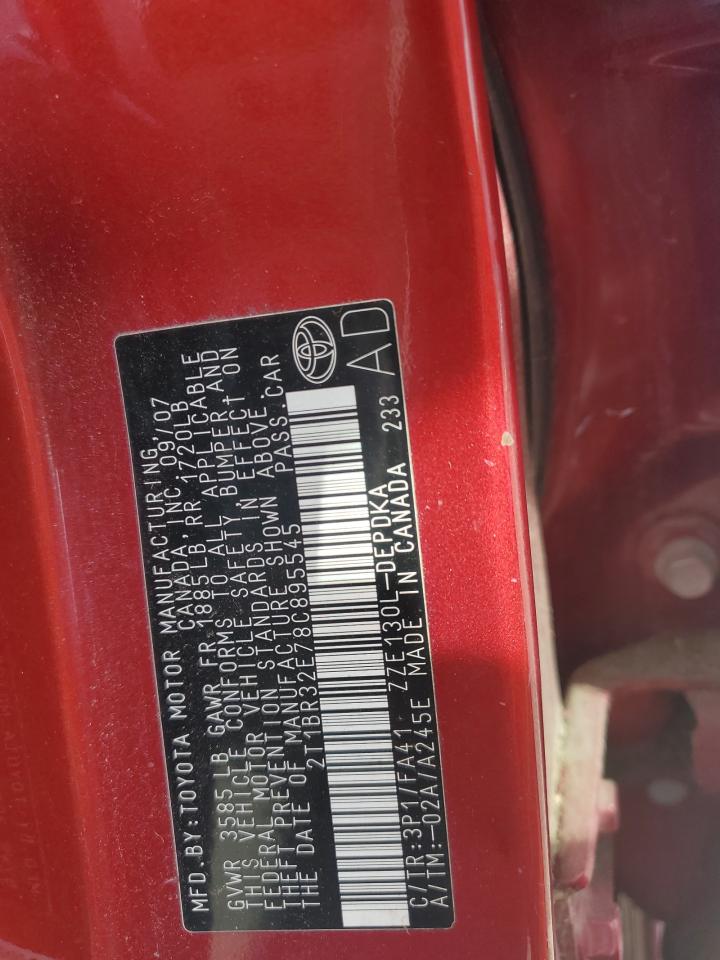 MFD.BY:TOYOTA MOTOR MANUFACTURING,
CANADA, INC. 09/07
GVWR 3585 LB GAWR FR 1885LB,RR 1720LB
THIS VEHICLE CONFORMS TO ALL APPLICABLE
FEDERAL MOTOR VEHICLE SAFETY, BUMPER, AND
THEFT PREVENTION STANDARDS IN EFFECT ON
THE DATE OF MANUFACTURE SHOWN ABOVE.
2T1BR32E78C895545 PASS.CAR
C/TR:3P1/FA41 ZZE130L-DEPDKA
A/TM:-02A/A245E MADE IN CANADA 233
AD